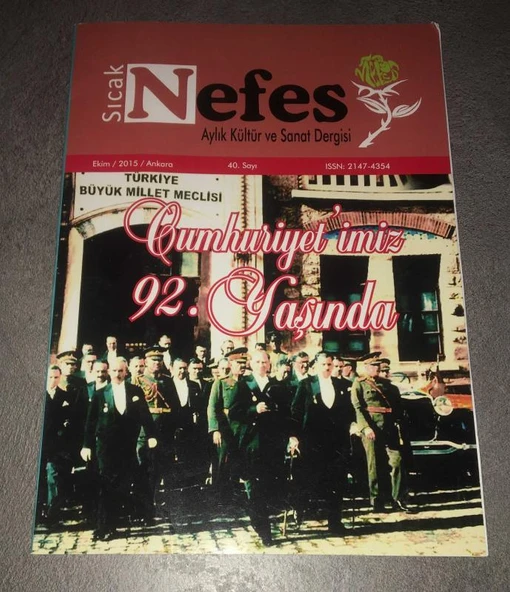 Sıcak
Nefes
Aylık Kültür ve Sanat Dergisi
Ekim / 2015 / Ankara 40. Sayı ISSN: 2147-4354
TÜRKİYE
BÜYÜK MİLLET MECLİSİ
Cumhuriyet'imiz
92. Yaşında